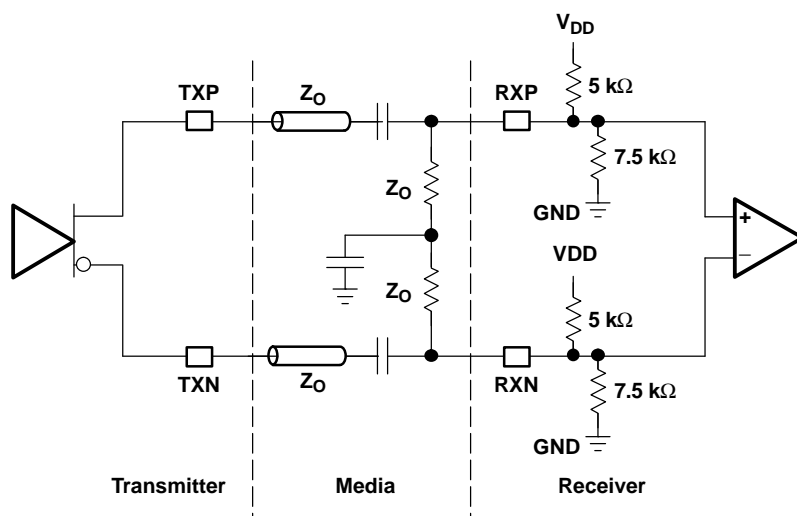 V_DD
5 kΩ
TXP
Z_O
RXP
7.5 kΩ
Z_O
GND
+
−
VDD
Z_O
5 kΩ
TXN
Z_O
RXN
7.5 kΩ
GND
Transmitter
Media
Receiver